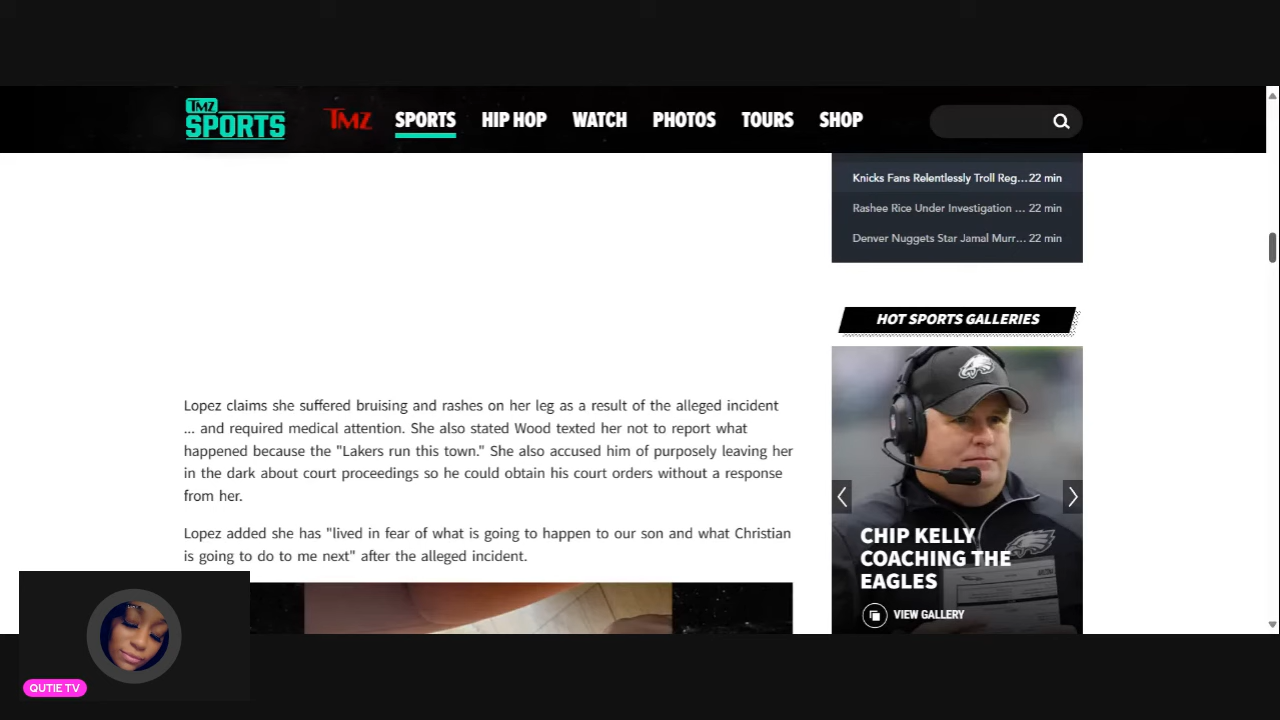 TMZ
SPORTS
TMZ SPORTS HIP HOP WATCH PHOTOS TOURS SHOP
Knicks Fans Relentlessly Troll Reg... 22 min
Rashee Rice Under Investigation ... 22 min
Denver Nuggets Star Jamal Murr... 22 min
HOT SPORTS GALLERIES
Lopez claims she suffered bruising and rashes on her leg as a result of the alleged incident
... and required medical attention. She also stated Wood texted her not to report what
happened because the "Lakers run this town." She also accused him of purposely leaving her
in the dark about court proceedings so he could obtain his court orders without a response
from her.
Lopez added she has "lived in fear of what is going to happen to our son and what Christian
is going to do to me next" after the alleged incident.
CHIP KELLY
COACHING THE
EAGLES
VIEW GALLERY
QUTIE TV